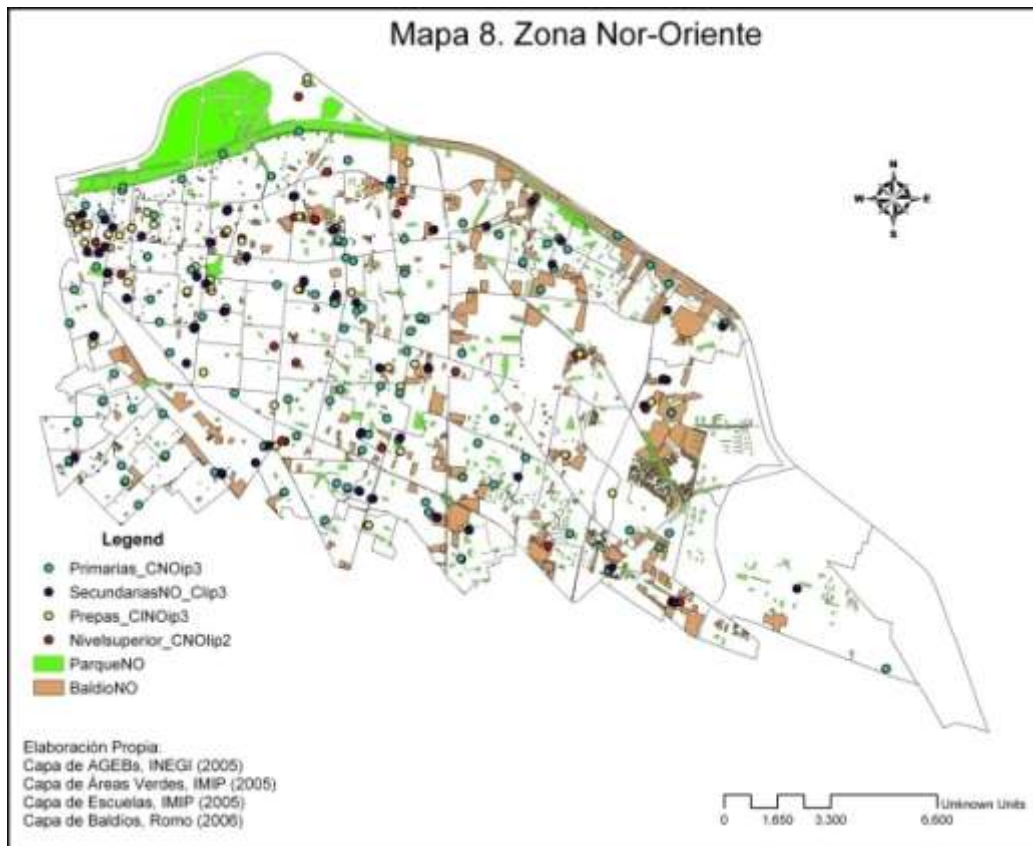 Mapa 8. Zona Nor-Oriente
N
W E
S
Legend
Primarias_CNOip3
SecundariasNO_CIip3
Prepas_CINOip3
Nivelsuperior_CNOIip2
ParqueNO
BaldioNO
Elaboración Propia:
Capa de AGEBs, INEGI (2005)
Capa de Áreas Verdes, IMIP (2005)
Capa de Escuelas, IMIP (2005)
Capa de Baldíos, Romo (2006)
Unknown Units
0 1.650 3.300 6.600